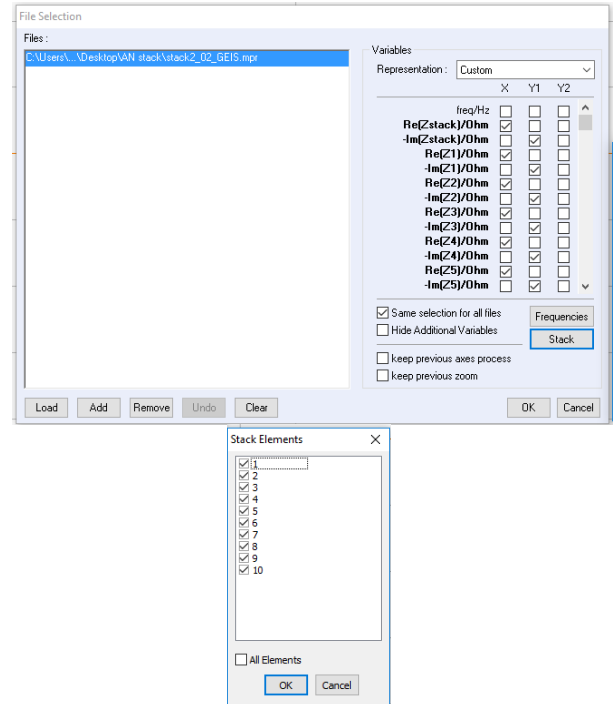 File Selection
Files :
C:\Users\...\Desktop\AN stack\stack2_02_GEIS.mpr
Variables
Representation : Custom
X Y1 Y2
freq/Hz
Re(Zstack)/Ohm
-Im(Zstack)/Ohm
Re(Z1)/Ohm
-Im(Z1)/Ohm
Re(Z2)/Ohm
-Im(Z2)/Ohm
Re(Z3)/Ohm
-Im(Z3)/Ohm
Re(Z4)/Ohm
-Im(Z4)/Ohm
Re(Z5)/Ohm
-Im(Z5)/Ohm
Same selection for all files
Hide Additional Variables
Frequencies
Stack
keep previous axes process
keep previous zoom
Load Add Remove Undo Clear OK Cancel
Stack Elements
1
2
3
4
5
6
7
8
9
10
All Elements
OK Cancel